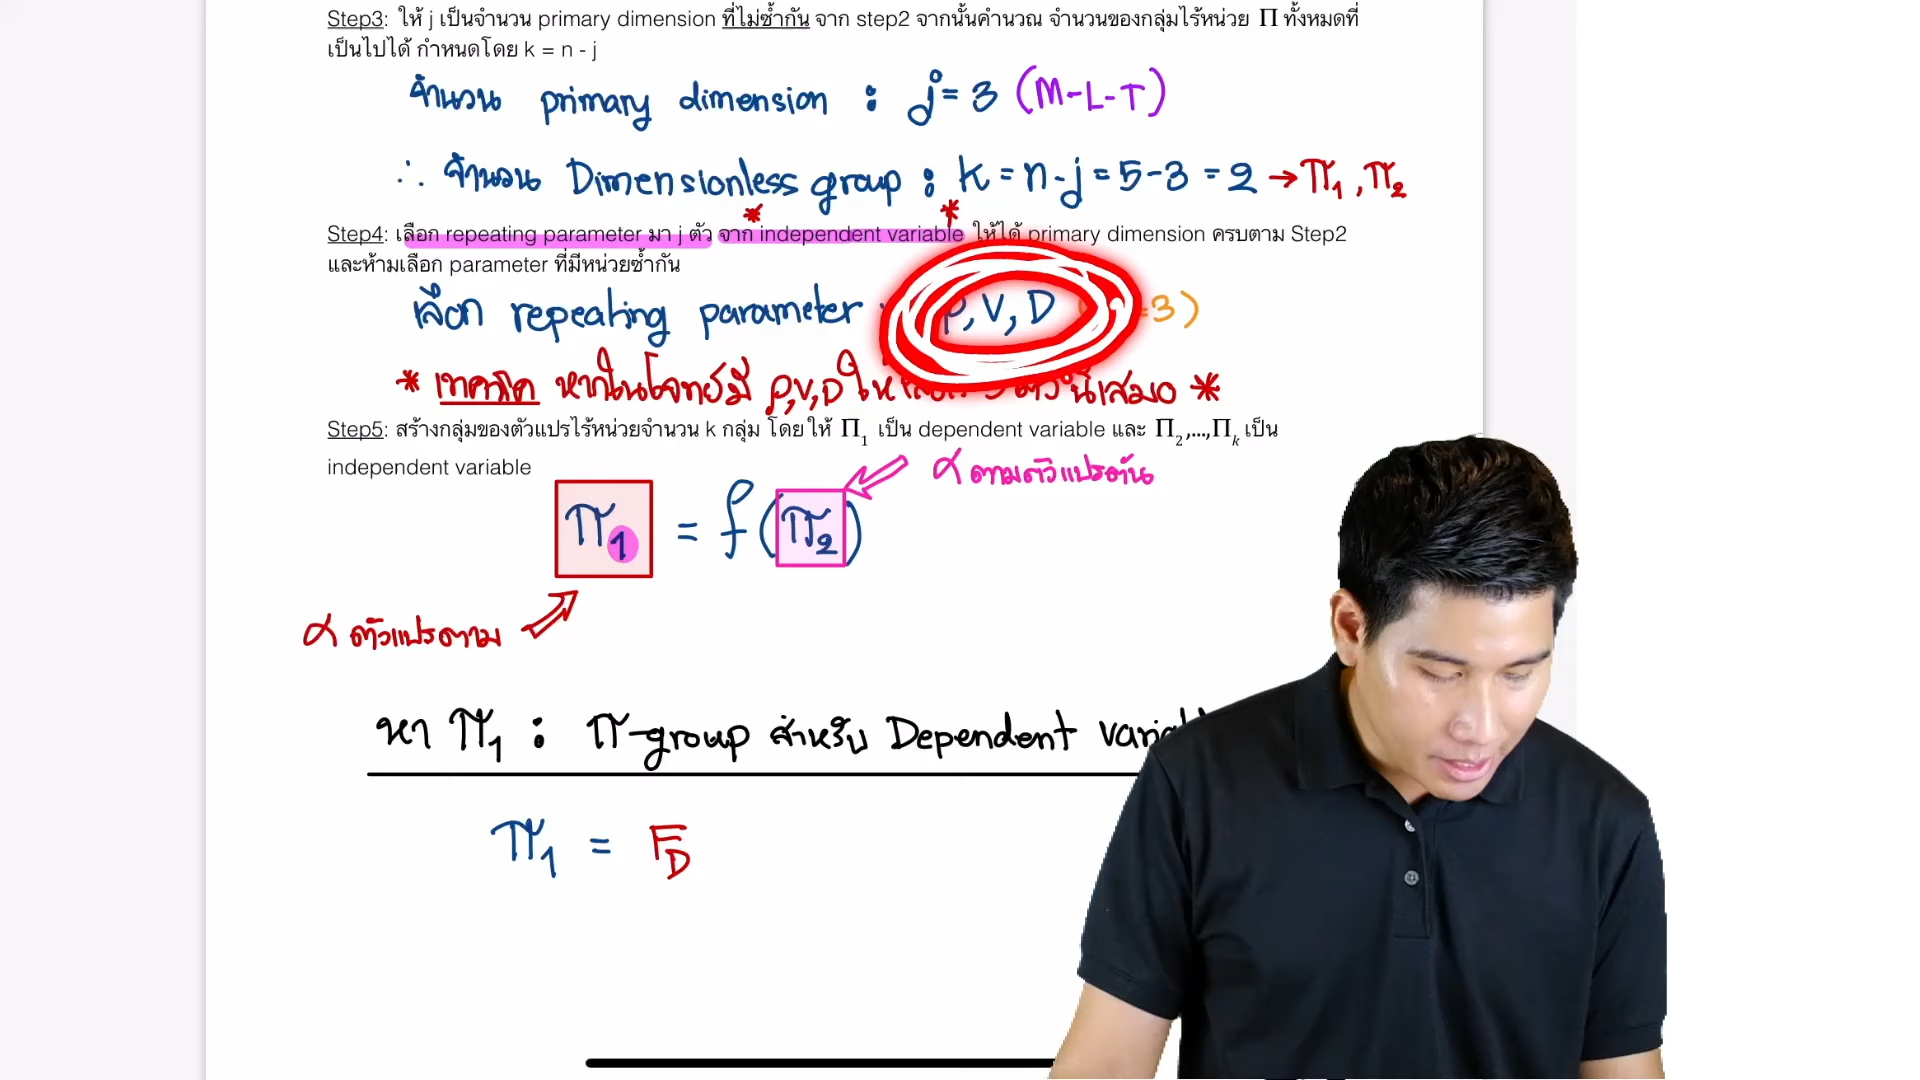 Step3: ให้ j เป็นจำนวน primary dimension ที่ไม่ซ้ำกัน จาก step2 จากนั้นคำนวณ จำนวนของกลุ่มไร้หน่วย Π ทั้งหมดที่
เป็นไปได้ กำหนดโดย k = n - j
จำนวน primary dimension : j = 3 (M-L-T)
∴ จำนวน Dimensionless group : k = n - j = 5 - 3 = 2 → π1, π2
Step4: เลือก repeating parameter มา j ตัว จาก independent variable ให้ได้ primary dimension ครบตาม Step2
และห้ามเลือก parameter ที่มีหน่วยซ้ำกัน
เลือก repeating parameter : ρ, V, D =3)
* เทคนิค หากในโจทย์มี ρ,V,D ให้ นี้เสมอ *
Step5: สร้างกลุ่มของตัวแปรไร้หน่วยจำนวน k กลุ่ม โดยให้ Π1 เป็น dependent variable และ Π2,...,Πk เป็น
independent variable
∝ ตามตัวแปรต้น
π1 = f(π2)
∝ ตัวแปรตาม
หา π1 : π-group สำหรับ Dependent
π1 = FD